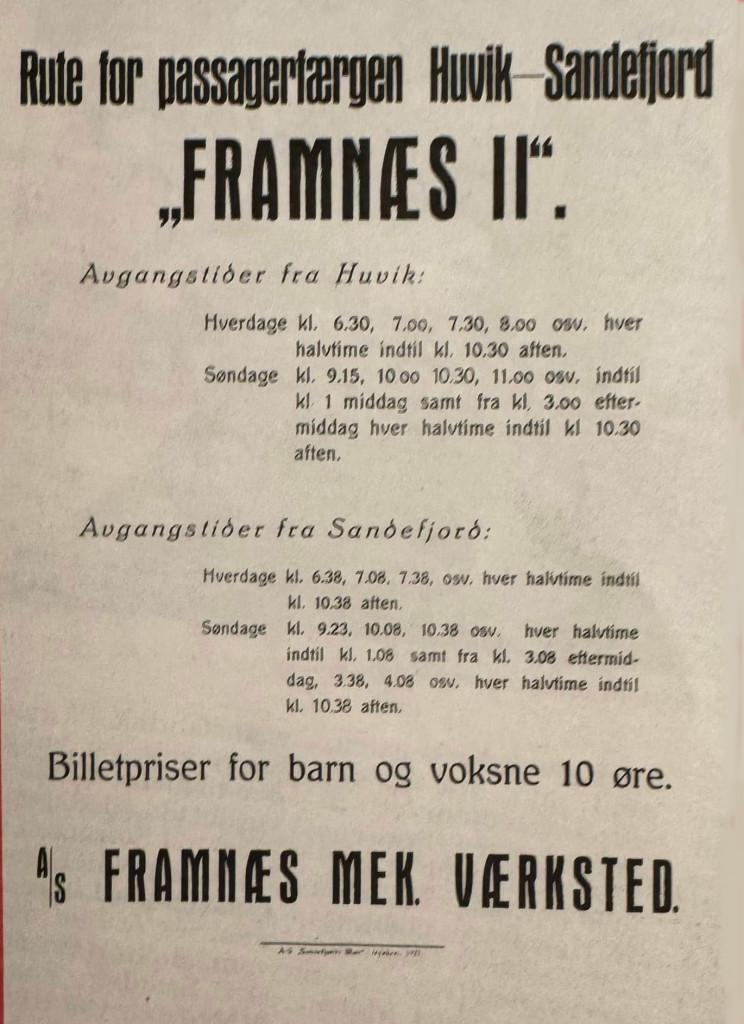 Rute for passagerfærgen Huvik—Sandefjord
„FRAMNÆS II“.
Avgangstider fra Huvik:
Hverdage kl. 6.30, 7.00, 7.30, 8.00 osv. hver
halvtime indtil kl. 10.30 aften.
Søndage kl. 9.15, 10 00 10.30, 11.00 osv. indtil
kl 1 middag samt fra kl. 3.00 efter-
middag hver halvtime indtil kl 10.30
aften.
Avgangstider fra Sandefjord:
Hverdage kl. 6.38, 7.08, 7.38, osv. hver halvtime indtil
kl. 10.38 aften.
Søndage kl. 9.23, 10.08, 10.38 osv. hver halvtime
indtil kl. 1.08 samt fra kl. 3.08 eftermid-
dag, 3.38, 4.08 osv. hver halvtime indtil
kl. 10.38 aften.
Billetpriser for barn og voksne 10 øre.
A/S FRAMNÆS MEK. VÆRKSTED.
A/S